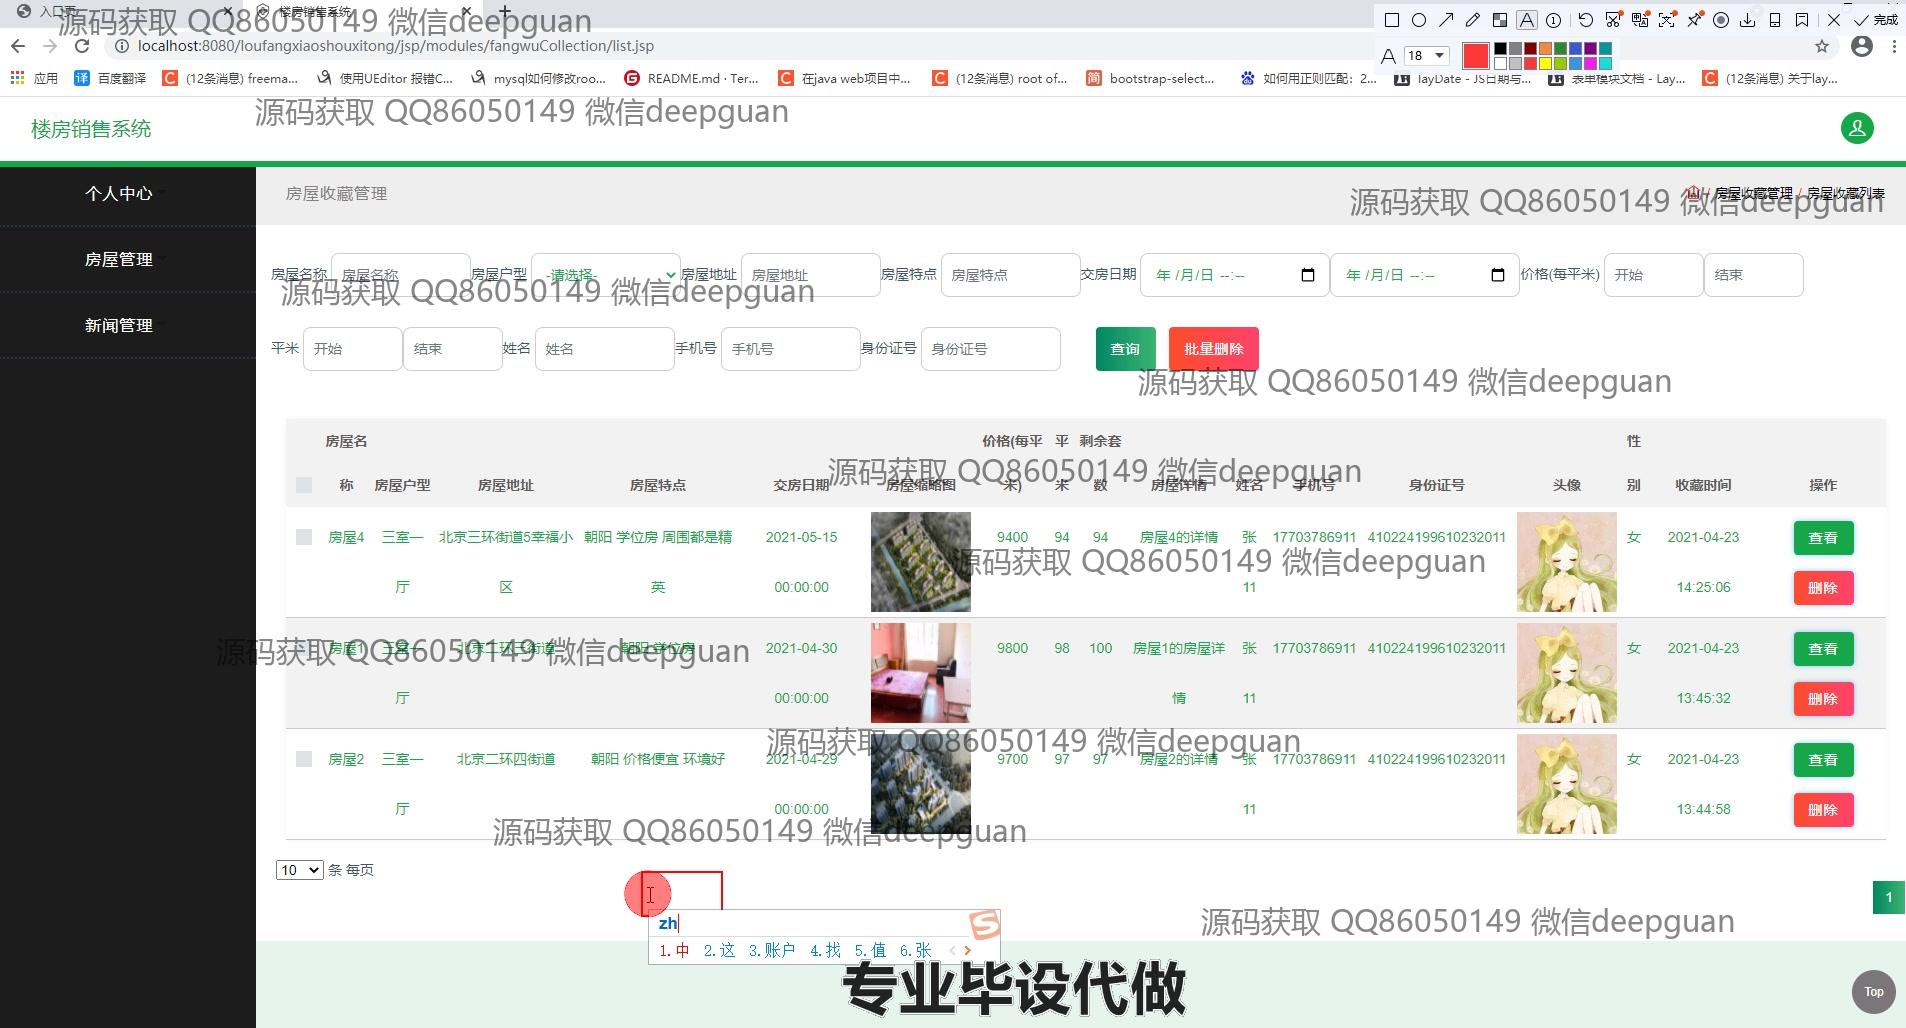 入口页
楼房销售系统
localhost:8080/loufangxiaoshouxitong/jsp/modules/fangwuCollection/list.jsp
完成
18
应用
百度翻译
(12条消息) freema...
使用UEditor 报错C...
mysql如何修改roo...
README.md · Ter...
在java web项目中...
(12条消息) root of...
bootstrap-select...
如何用正则匹配：2...
layDate - JS日期与...
表单模块文档 - Lay...
(12条消息) 关于lay...
源码获取 QQ86050149 微信deepguan
源码获取 QQ86050149 微信deepguan
楼房销售系统
个人中心
房屋管理
新闻管理
房屋收藏管理
/ 房屋收藏管理 / 房屋收藏列表
源码获取 QQ86050149 微信deepguan
房屋名称 房屋名称 房屋户型 -请选择- 房屋地址 房屋地址 房屋特点 房屋特点 交房日期 年 /月/日 --:-- 年 /月/日 --:-- 价格(每平米) 开始 结束
源码获取 QQ86050149 微信deepguan
平米 开始 结束 姓名 姓名 手机号 手机号 身份证号 身份证号 查询 批量删除
源码获取 QQ86050149 微信deepguan
房屋名 价格(每平 平 剩余套 性
源码获取 QQ86050149 微信deepguan
称 房屋户型 房屋地址 房屋特点 交房日期 房屋缩略图 米) 米 数 房屋详情 姓名 手机号 身份证号 头像 别 收藏时间 操作
房屋4 三室一 北京三环街道5幸福小 朝阳 学位房 周围都是精 2021-05-15 9400 94 94 房屋4的详情 张 17703786911 410224199610232011 女 2021-04-23 查看
源码获取 QQ86050149 微信deepguan
厅 区 英 00:00:00 11 14:25:06 删除
房屋1 三室一 北京二环三街道 朝阳 学位房 2021-04-30 9800 98 100 房屋1的房屋详 张 17703786911 410224199610232011 女 2021-04-23 查看
源码获取 QQ86050149 微信deepguan
厅 00:00:00 情 11 13:45:32 删除
源码获取 QQ86050149 微信deepguan
房屋2 三室一 北京二环四街道 朝阳 价格便宜 环境好 2021-04-29 9700 97 97 房屋2的详情 张 17703786911 410224199610232011 女 2021-04-23 查看
厅 00:00:00 11 13:44:58 删除
源码获取 QQ86050149 微信deepguan
10 条 每页
1
源码获取 QQ86050149 微信deepguan
zh
1.中 2.这 3.账户 4.找 5.值 6.张
专业毕设代做
Top